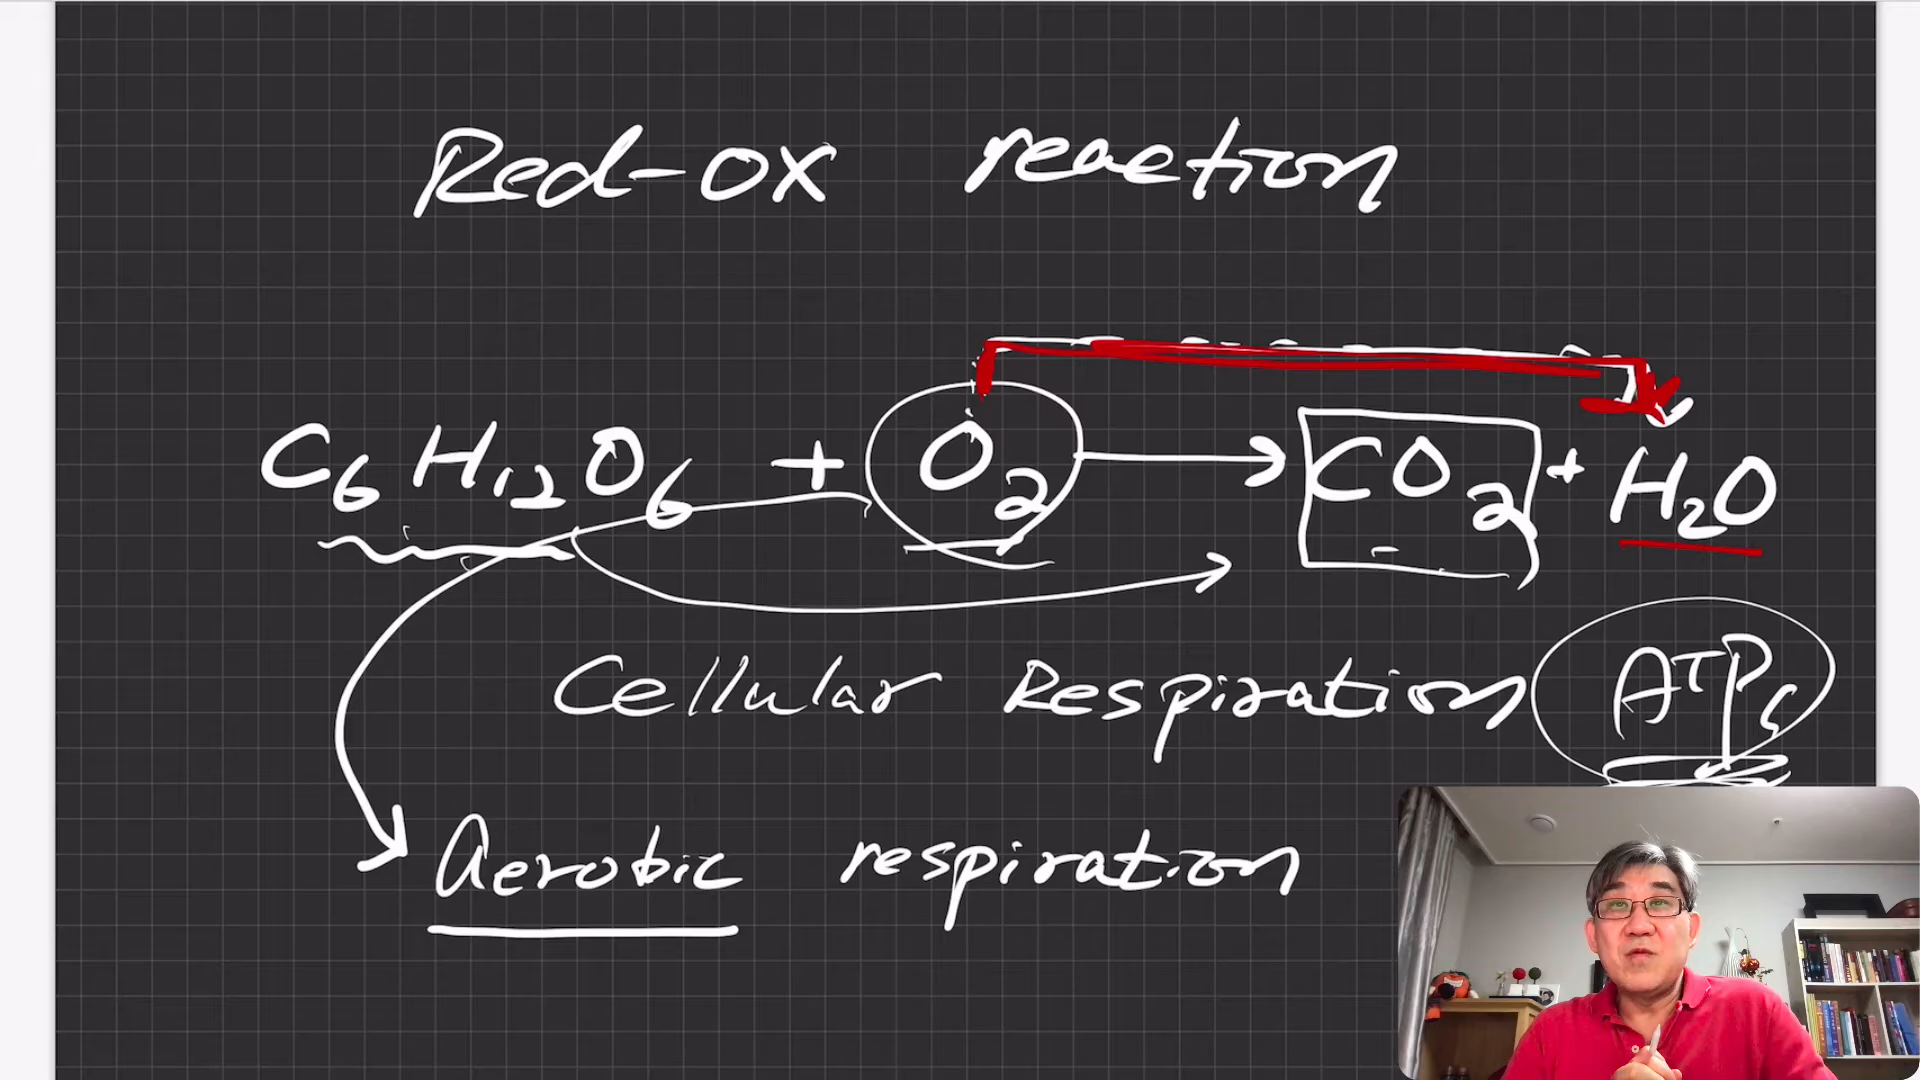 Red-ox reaction
C6H12O6 + O2 → CO2 + H2O
Cellular Respiration ATPs
Aerobic respiration